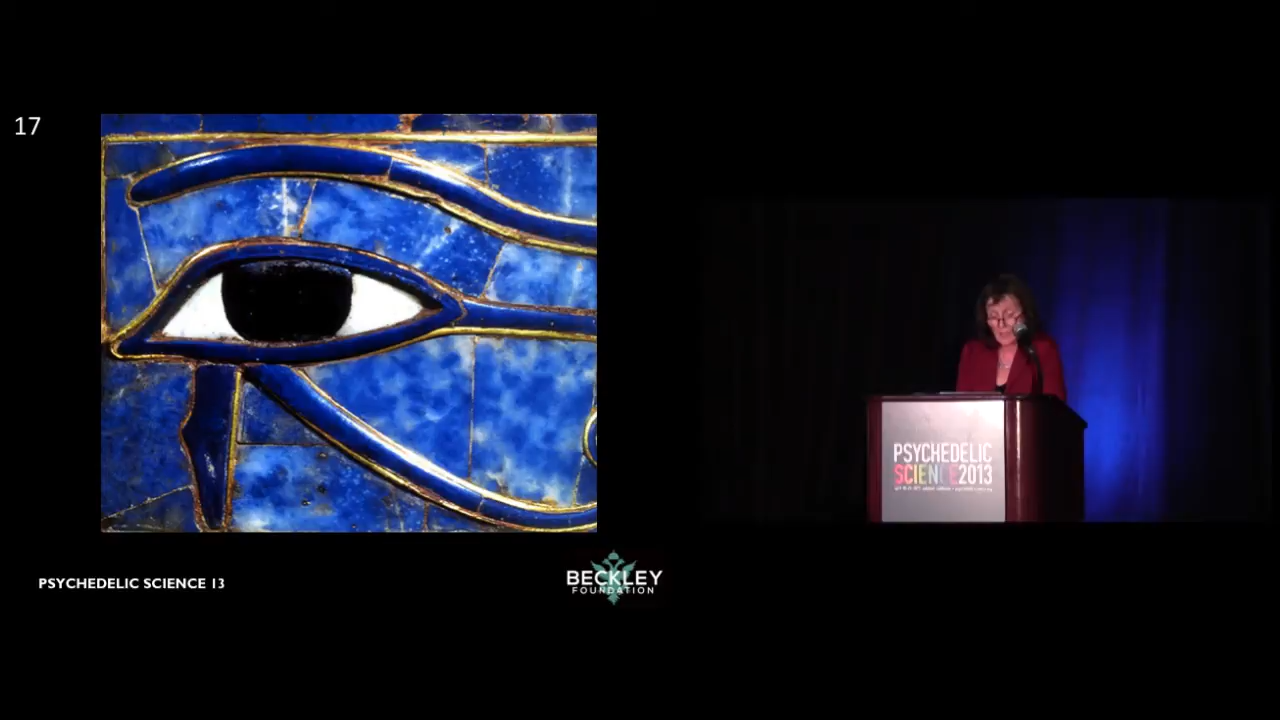 17
PSYCHEDELIC
SCIENCE2013
PSYCHEDELIC SCIENCE 13
BECKLEY
FOUNDATION